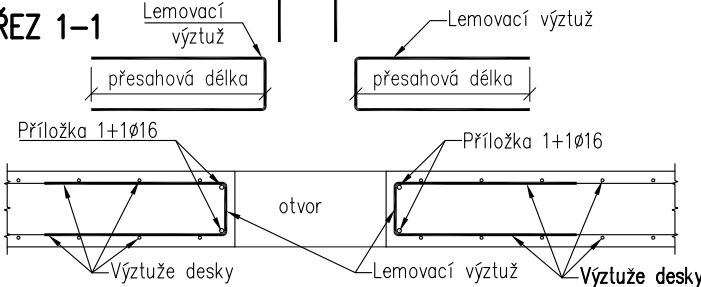 ŘEZ 1-1
Lemovací
výztuž
Lemovací výztuž
přesahová délka
přesahová délka
Příložka 1+1ø16
Příložka 1+1ø16
otvor
Výztuže desky
Lemovací výztuž
Výztuže desky